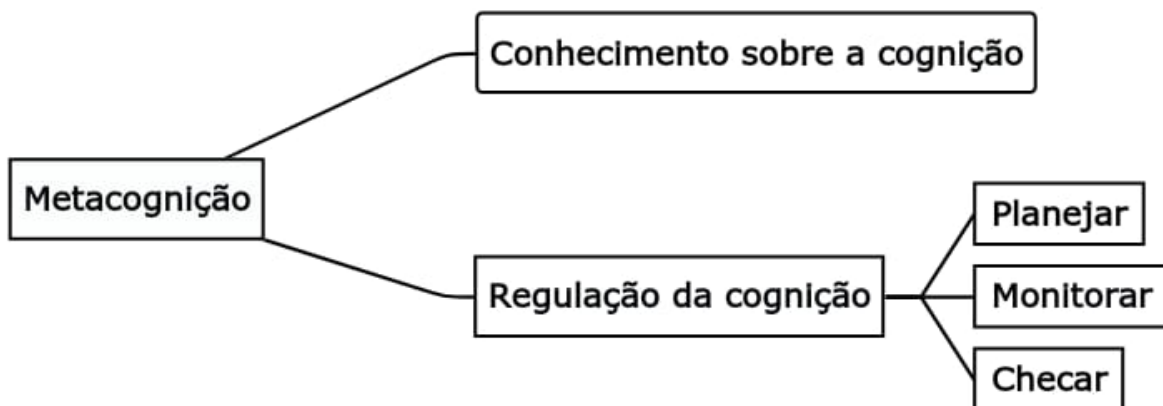 Conhecimento sobre a cognição
Metacognição
Regulação da cognição
Planejar
Monitorar
Checar